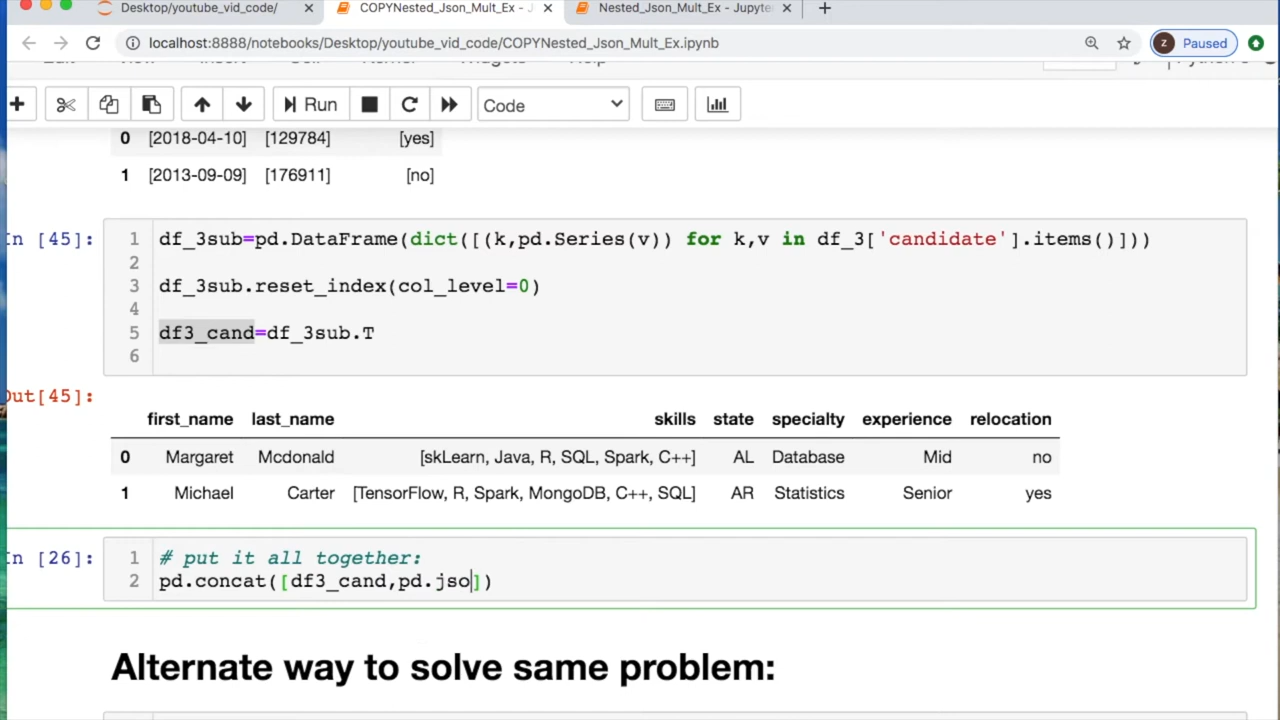 Desktop/youtube_vid_code/
COPYNested_Json_Mult_Ex - J
Nested_Json_Mult_Ex - Jupyte
localhost:8888/notebooks/Desktop/youtube_vid_code/COPYNested_Json_Mult_Ex.ipynb
Z Paused
Run
Code
0 [2018-04-10] [129784] [yes]
1 [2013-09-09] [176911] [no]
n [45]:
1 df_3sub=pd.DataFrame(dict([(k,pd.Series(v)) for k,v in df_3['candidate'].items()]))
2
3 df_3sub.reset_index(col_level=0)
4
5 df3_cand=df_3sub.T
6
Out[45]:
first_name last_name skills state specialty experience relocation
0 Margaret Mcdonald [skLearn, Java, R, SQL, Spark, C++] AL Database Mid no
1 Michael Carter [TensorFlow, R, Spark, MongoDB, C++, SQL] AR Statistics Senior yes
n [26]:
1 # put it all together:
2 pd.concat([df3_cand,pd.jso])
Alternate way to solve same problem: